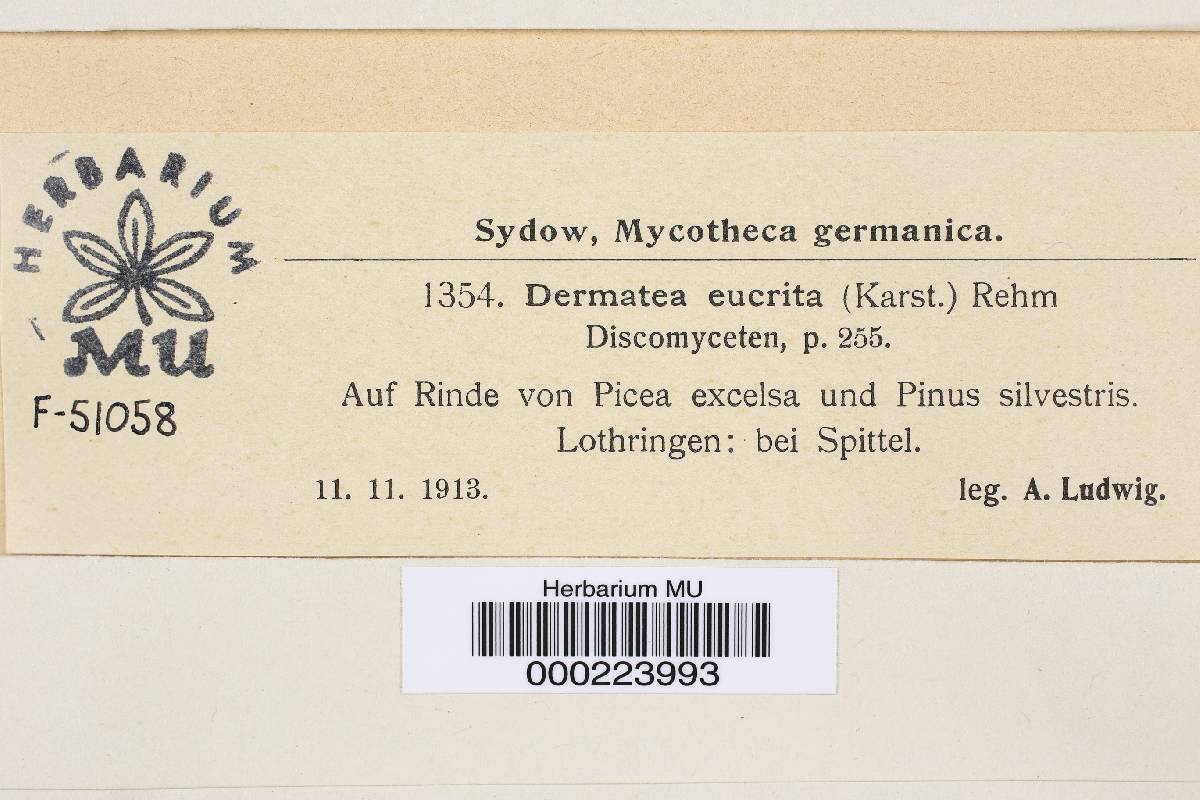 HERBARIUM
MU
F-51058
Sydow, Mycotheca germanica.
1354. Dermatea eucrita (Karst.) Rehm
Discomyceten, p. 255.
Auf Rinde von Picea excelsa und Pinus silvestris.
Lothringen: bei Spittel.
11. 11. 1913. leg. A. Ludwig.
Herbarium MU
000223993